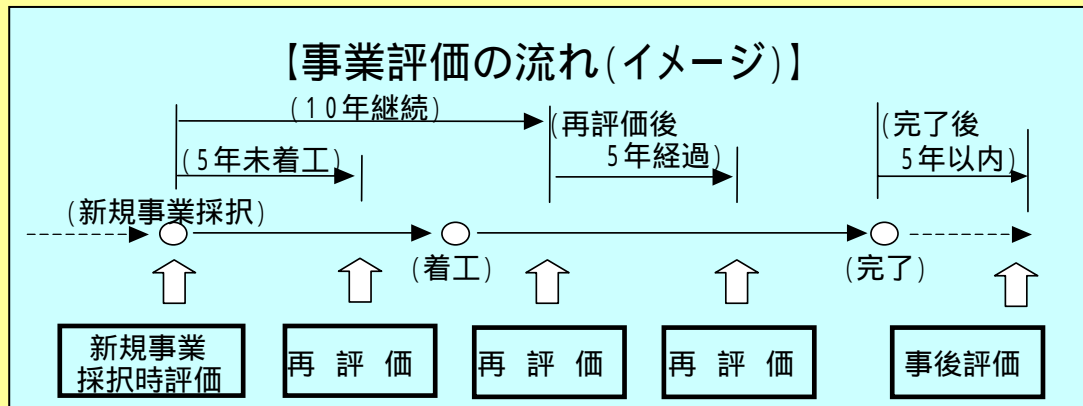 【事業評価の流れ(イメージ)】
(10年継続)
(再評価後
5年経過)
(完了後
5年以内)
(5年未着工)
(新規事業採択)
(着工)
(完了)
新規事業
採択時評価
再 評 価
再 評 価
再 評 価
事後評価